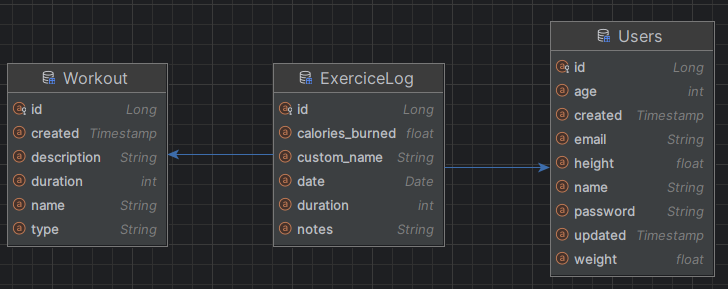 Workout
id Long
created Timestamp
description String
duration int
name String
type String
ExerciceLog
id Long
calories_burned float
custom_name String
date Date
duration int
notes String
Users
id Long
age int
created Timestamp
email String
height float
name String
password String
updated Timestamp
weight float